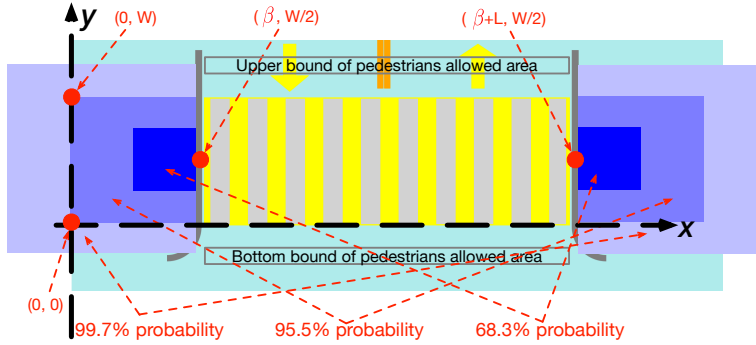 y
(0, W)
(β, W/2)
(β+L, W/2)
Upper bound of pedestrians allowed area
x
Bottom bound of pedestrians allowed area
(0, 0)
99.7% probability
95.5% probability
68.3% probability